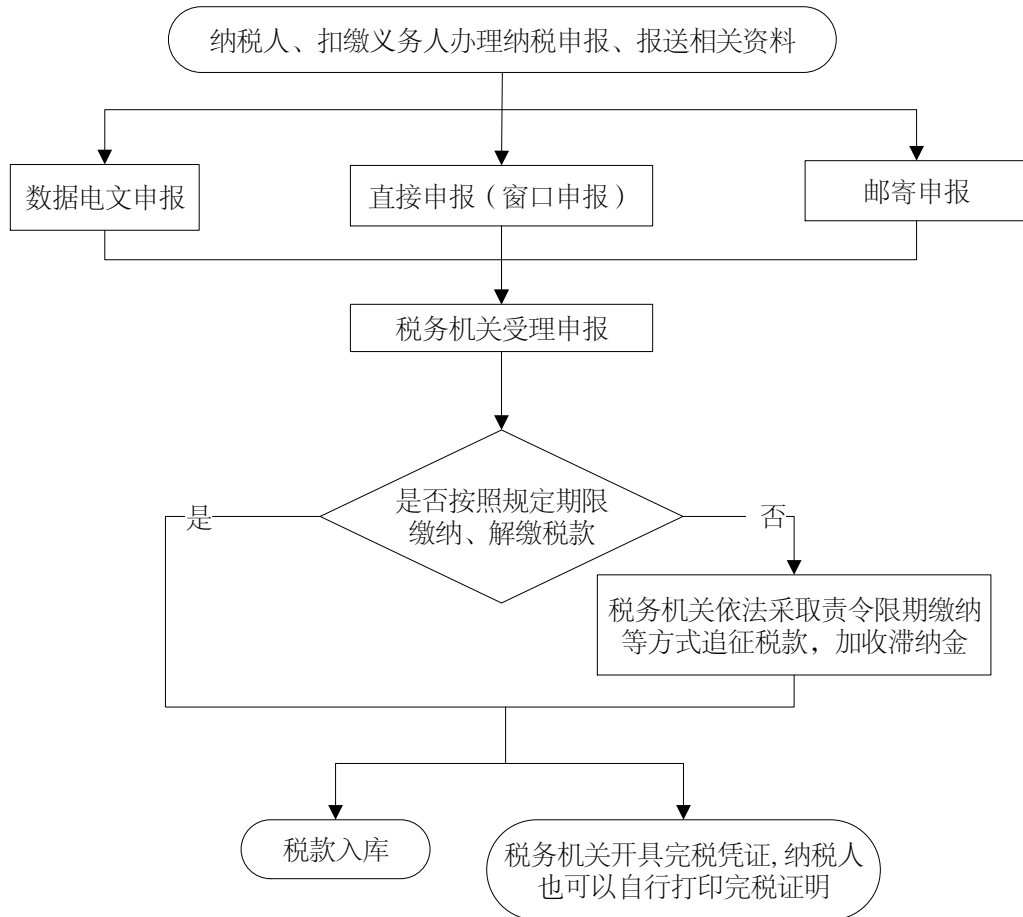 纳税人、扣缴义务人办理纳税申报、报送相关资料
数据电文申报
直接申报（窗口申报）
邮寄申报
税务机关受理申报
是否按照规定期限
缴纳、解缴税款
是
否
税务机关依法采取责令限期缴纳
等方式追征税款，加收滞纳金
税款入库
税务机关开具完税凭证,纳税人
也可以自行打印完税证明